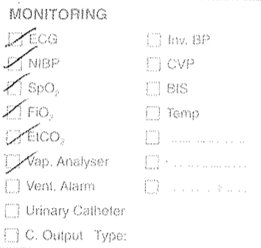 MONITORING
ECG
NIBP
SpO₂
FiO₂
EtCO₂
Vap. Analyser
Vent. Alarm
Urinary Catheter
C. Output Type:
Inv. BP
CVP
BIS
Temp